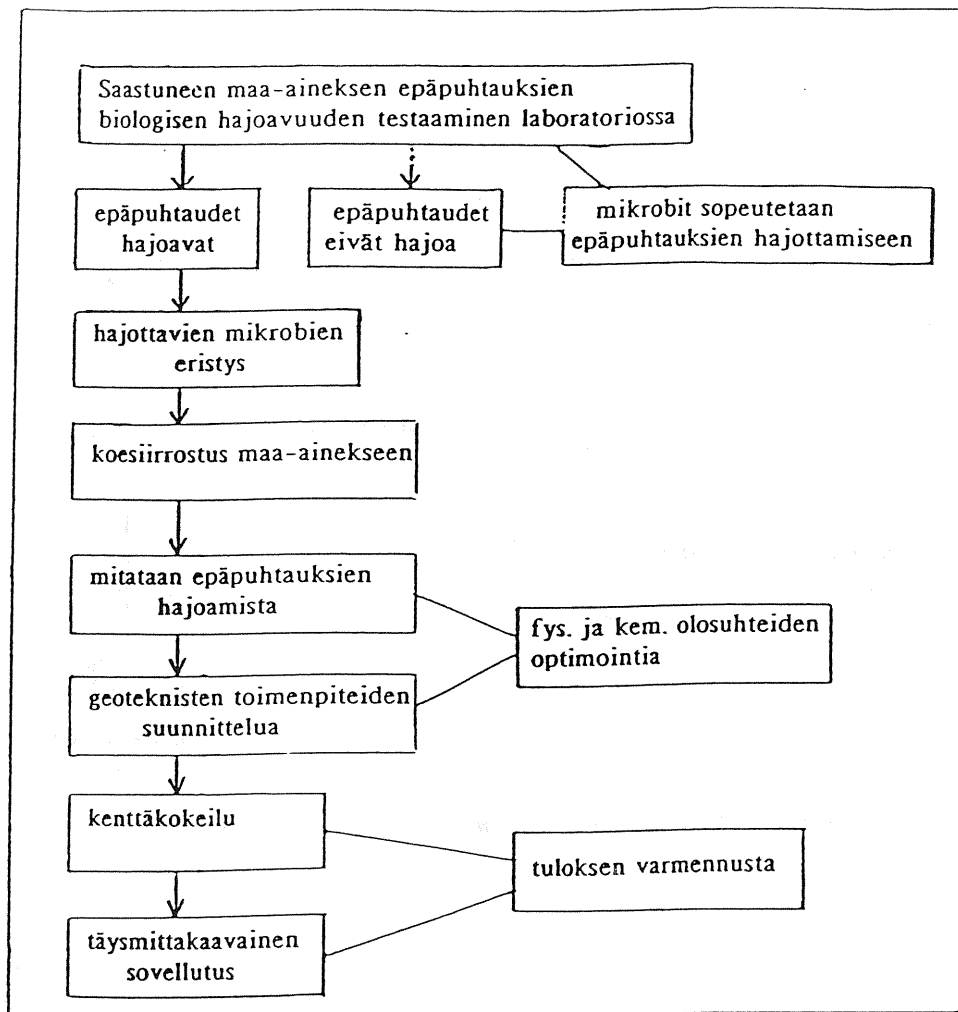 Saastuneen maa-aineksen epäpuhtauksien
biologisen hajoavuuden testaaminen laboratoriossa
epäpuhtaudet
hajoavat
epäpuhtaudet
eivät hajoa
mikrobit sopeutetaan
epäpuhtauksien hajottamiseen
hajottavien mikrobien
eristys
koesiirrostus maa-ainekseen
mitataan epäpuhtauksien
hajoamista
fys. ja kem. olosuhteiden
optimointia
geoteknisten toimenpiteiden
suunnittelua
kenttäkokeilu
tuloksen varmennusta
täysmittakaavainen
sovellutus